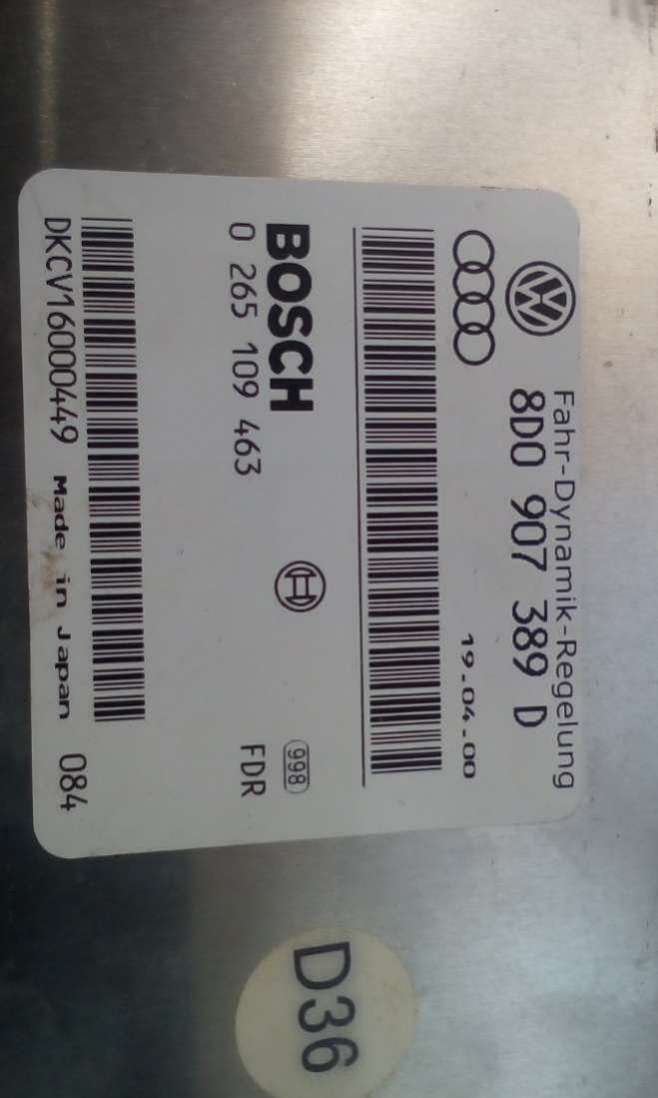 Fahr-Dynamik-Regelung
8D0 907 389 D
19.04.00
BOSCH
0 265 109 463
998
FDR
DKCV16000449 Made in Japan 084
D36